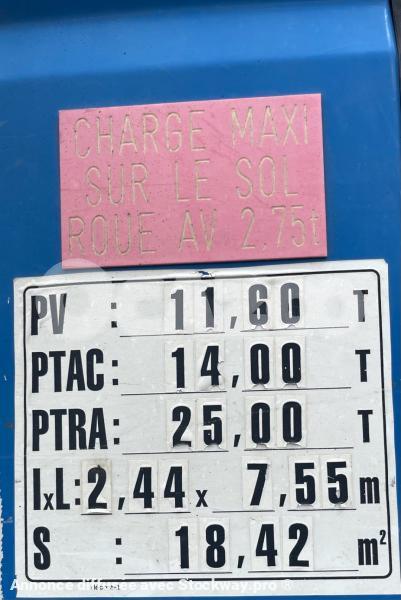 CHARGE MAXI
SUR LE SOL
ROUE AV 2,75t
PV : 11,60 T
PTAC: 14,00 T
PTRA: 25,00 T
lxL: 2,44 x 7,55 m
S : 18,42 m²
Annonce diffusée avec Stockway.pro ®